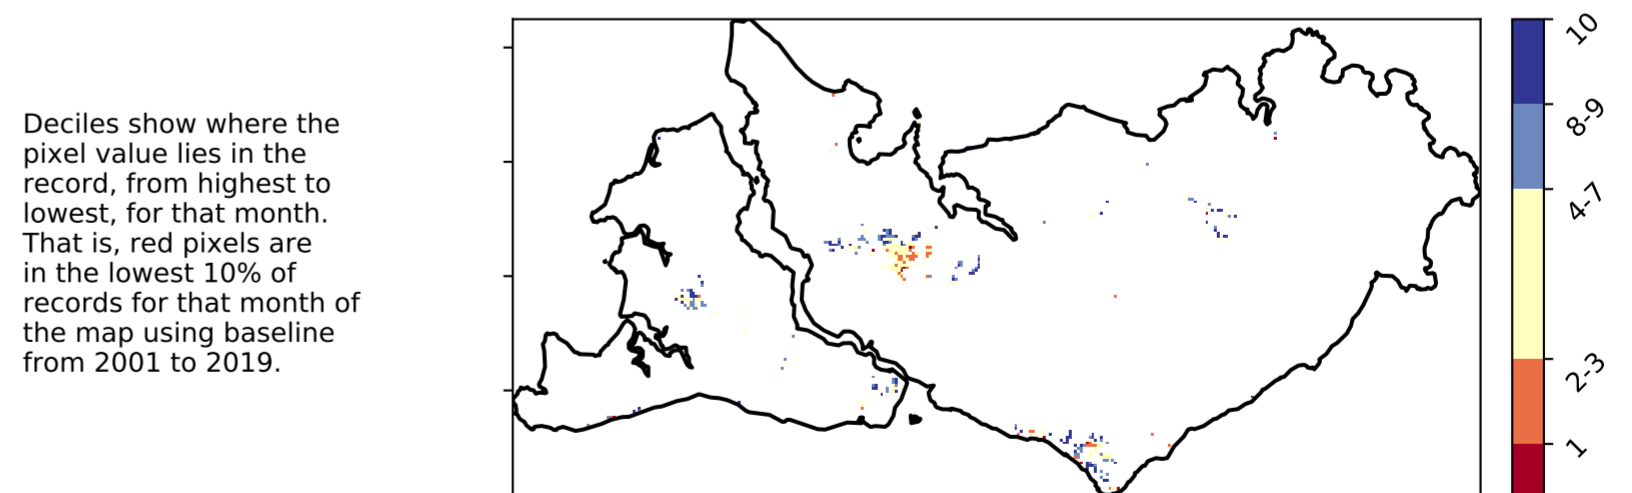 Deciles show where the
pixel value lies in the
record, from highest to
lowest, for that month.
That is, red pixels are
in the lowest 10% of
records for that month of
the map using baseline
from 2001 to 2019.
10
8-9
4-7
2-3
1